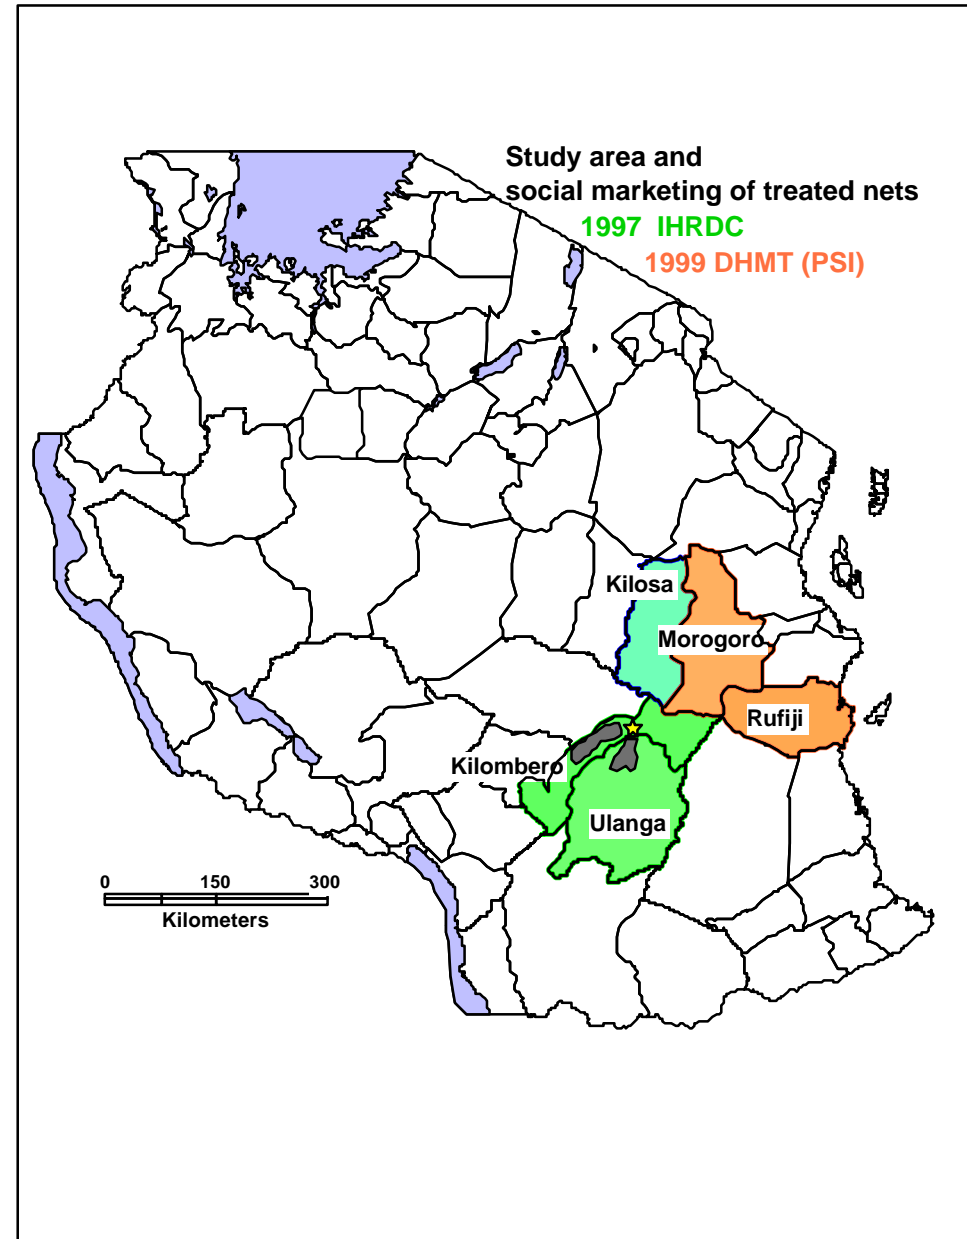 Study area and
social marketing of treated nets
1997 IHRDC
1999 DHMT (PSI)
Kilosa
Morogoro
Rufiji
Kilombero
Ulanga
0 150 300
Kilometers